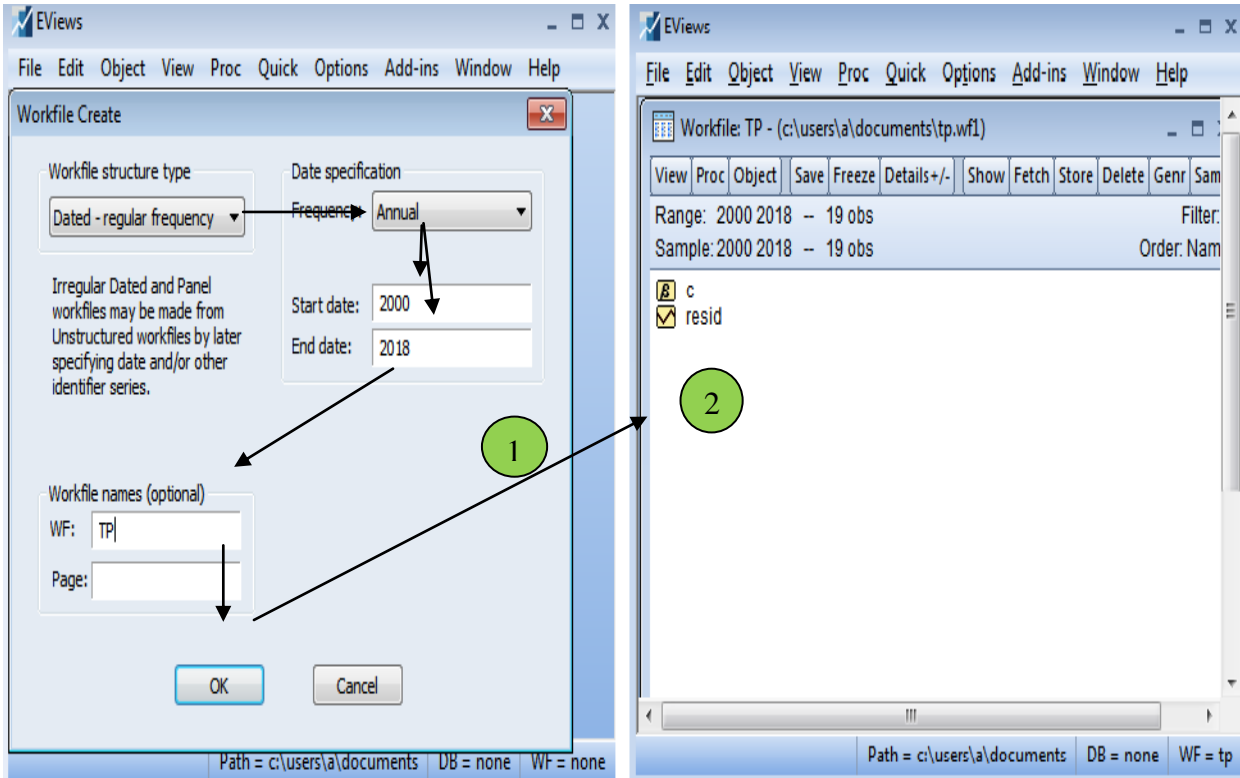 EViews
File Edit Object View Proc Quick Options Add-ins Window Help
Workfile Create
Workfile structure type
Dated - regular frequency
Irregular Dated and Panel
workfiles may be made from
Unstructured workfiles by later
specifying date and/or other
identifier series.
Date specification
Frequency: Annual
Start date: 2000
End date: 2018
Workfile names (optional)
WF: TP
Page:
OK Cancel
Path = c:\users\a\documents DB = none WF = none
1
EViews
File Edit Object View Proc Quick Options Add-ins Window Help
Workfile: TP - (c:\users\a\documents\tp.wf1)
View Proc Object Save Freeze Details+/- Show Fetch Store Delete Genr Sam
Range: 2000 2018 -- 19 obs Filter:
Sample: 2000 2018 -- 19 obs Order: Nam
β c
resid
2
Path = c:\users\a\documents DB = none WF = tp